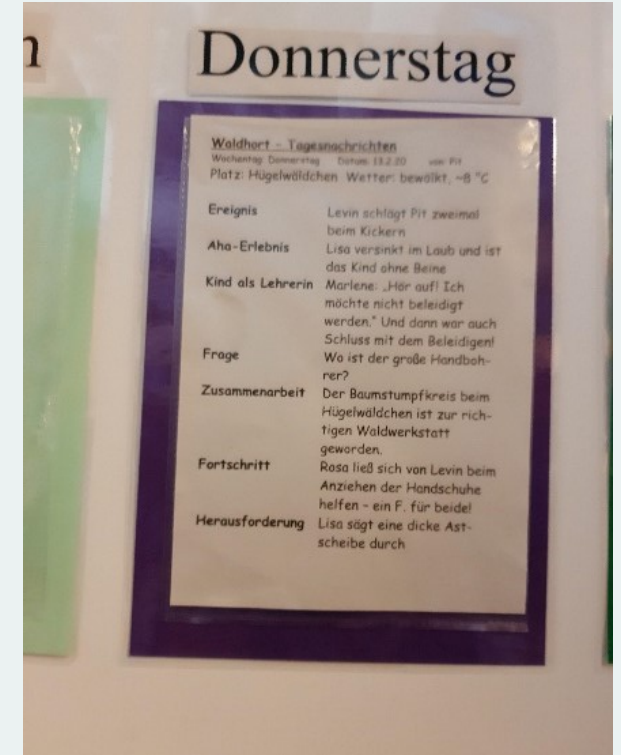 n
Donnerstag
Waldhort - Tagesnachrichten
Wochentag: Donnerstag Datum: 13.2.20 von: Pit
Platz: Hügelwäldchen Wetter: bewölkt, ~8 °C
Ereignis Levin schlägt Pit zweimal
beim Kickern
Aha-Erlebnis Lisa versinkt im Laub und ist
das Kind ohne Beine
Kind als Lehrerin Marlene: „Hör auf! Ich
möchte nicht beleidigt
werden." Und dann war auch
Schluss mit dem Beleidigen!
Frage Wo ist der große Handboh-
rer?
Zusammenarbeit Der Baumstumpfkreis beim
Hügelwäldchen ist zur rich-
tigen Waldwerkstatt
geworden.
Fortschritt Rosa ließ sich von Levin beim
Anziehen der Handschuhe
helfen - ein F. für beide!
Herausforderung Lisa sägt eine dicke Ast-
scheibe durch